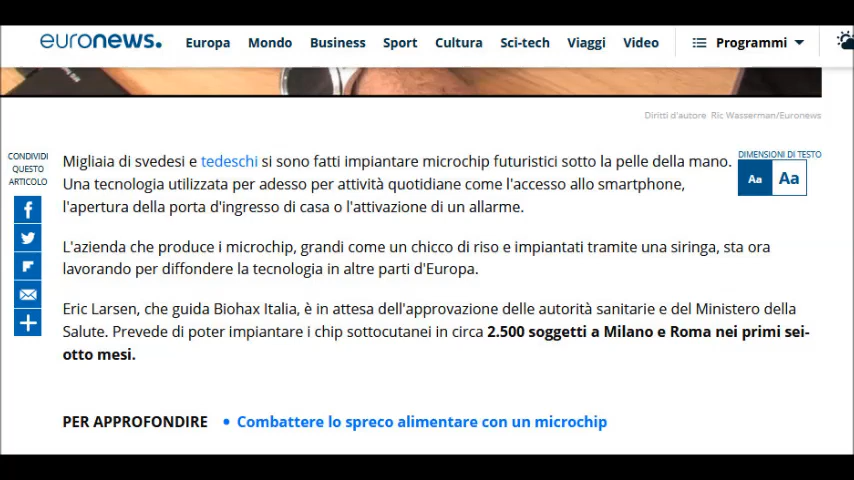 euronews.
Europa Mondo Business Sport Cultura Sci-tech Viaggi Video Programmi
Diritti d'autore Ric Wasserman/Euronews
CONDIVIDI
QUESTO
ARTICOLO
DIMENSIONI DI TESTO
Aa Aa
Migliaia di svedesi e tedeschi si sono fatti impiantare microchip futuristici sotto la pelle della mano.
Una tecnologia utilizzata per adesso per attività quotidiane come l'accesso allo smartphone,
l'apertura della porta d'ingresso di casa o l'attivazione di un allarme.
L'azienda che produce i microchip, grandi come un chicco di riso e impiantati tramite una siringa, sta ora
lavorando per diffondere la tecnologia in altre parti d'Europa.
Eric Larsen, che guida Biohax Italia, è in attesa dell'approvazione delle autorità sanitarie e del Ministero della
Salute. Prevede di poter impiantare i chip sottocutanei in circa 2.500 soggetti a Milano e Roma nei primi sei-
otto mesi.
PER APPROFONDIRE • Combattere lo spreco alimentare con un microchip